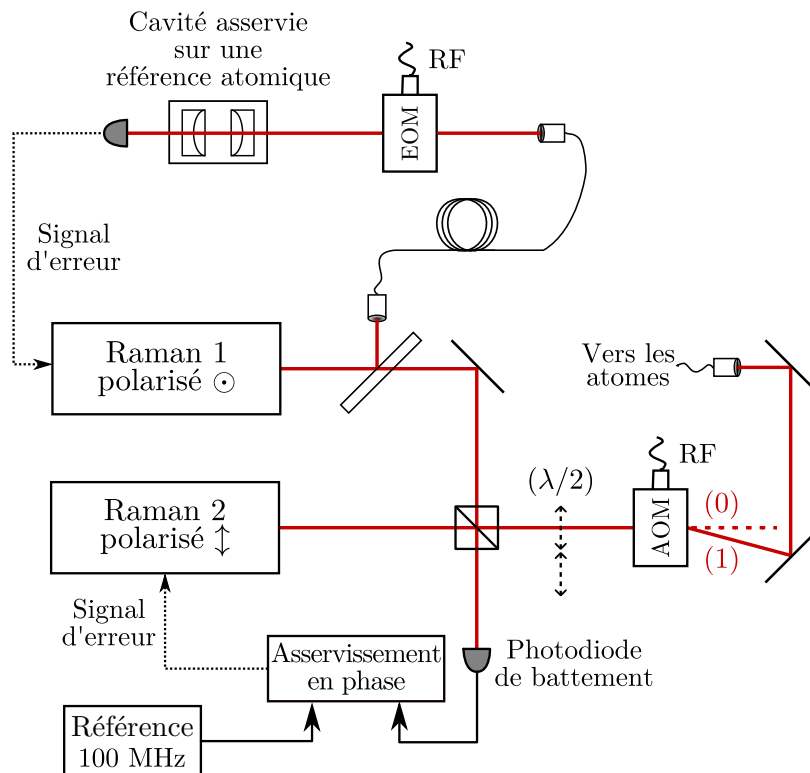 Cavité asservie
sur une
référence atomique
RF
EOM
Signal
d'erreur
Raman 1
polarisé ⊙
Vers les
atomes
Raman 2
polarisé ↕
(λ/2)
RF
AOM
(0)
(1)
Signal
d'erreur
Asservissement
en phase
Photodiode
de battement
Référence
100 MHz